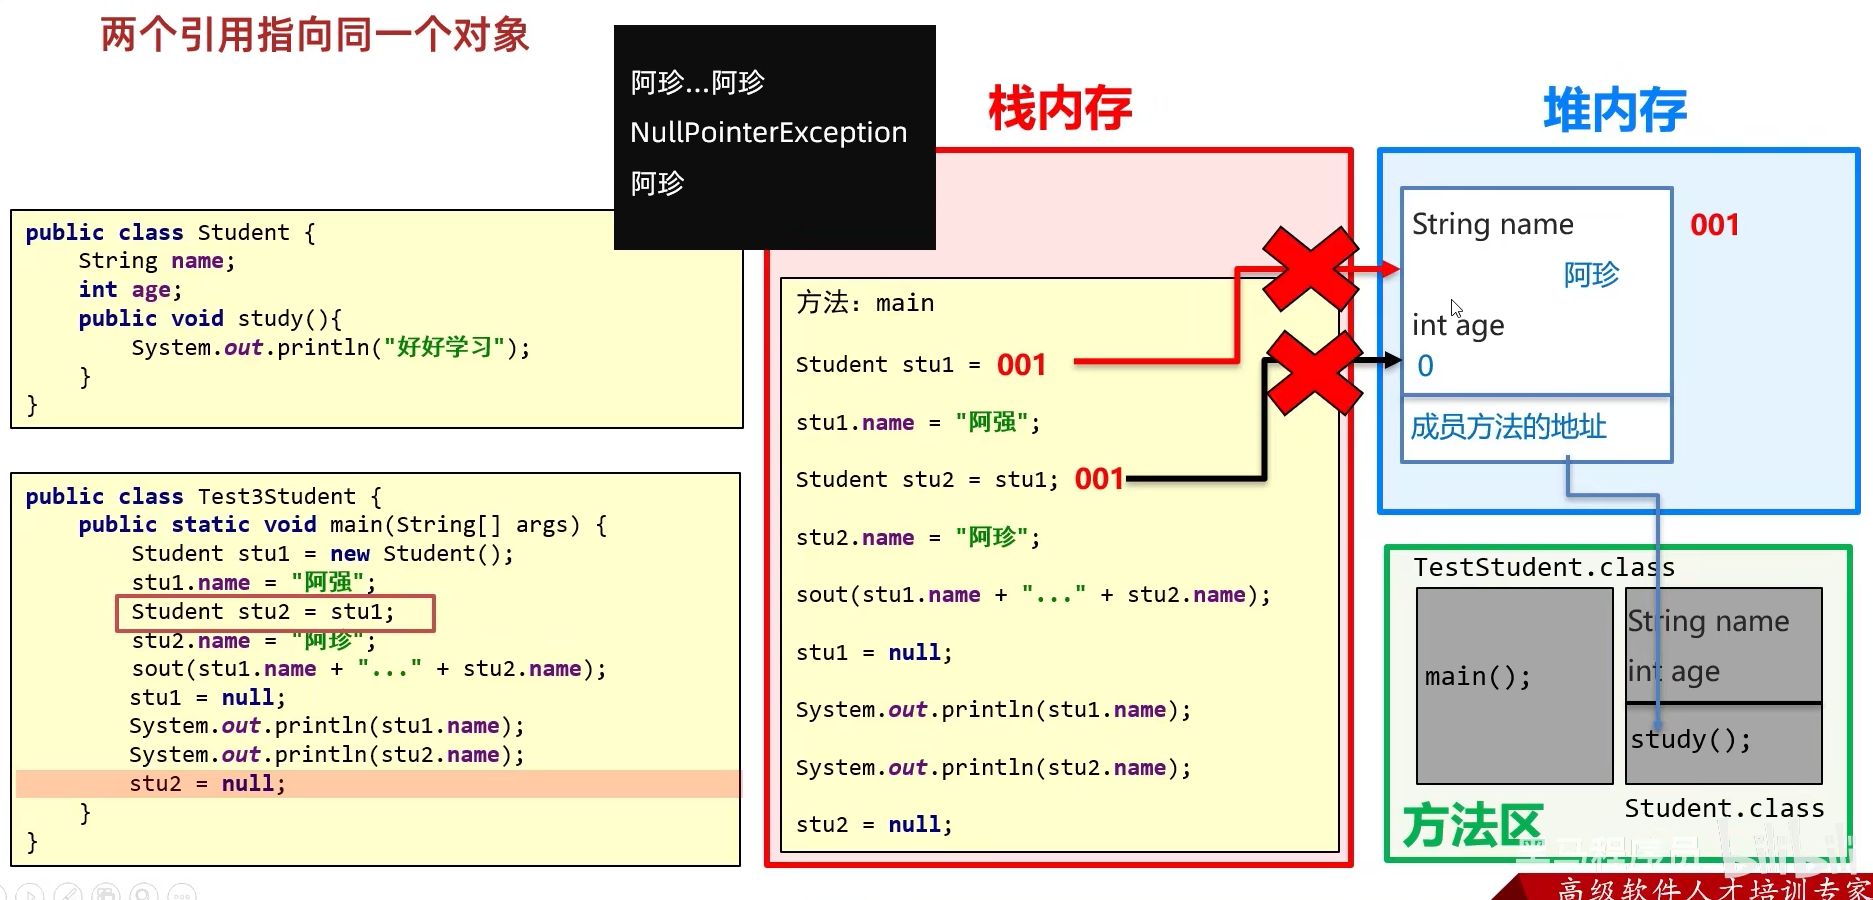 两个引用指向同一个对象
阿珍...阿珍
NullPointerException
阿珍
public class Student {
String name;
int age;
public void study(){
System.out.println("好好学习");
}
}
public class Test3Student {
public static void main(String[] args) {
Student stu1 = new Student();
stu1.name = "阿强";
Student stu2 = stu1;
stu2.name = "阿珍";
sout(stu1.name + "..." + stu2.name);
stu1 = null;
System.out.println(stu1.name);
System.out.println(stu2.name);
stu2 = null;
}
}
栈内存
方法：main
Student stu1 = 001
stu1.name = "阿强";
Student stu2 = stu1; 001
stu2.name = "阿珍";
sout(stu1.name + "..." + stu2.name);
stu1 = null;
System.out.println(stu1.name);
System.out.println(stu2.name);
stu2 = null;
堆内存
String name
001
阿珍
int age
0
成员方法的地址
TestStudent.class
main();
String name
int age
study();
Student.class
方法区
黑马程序员
bilibili
高级软件人才培训专家